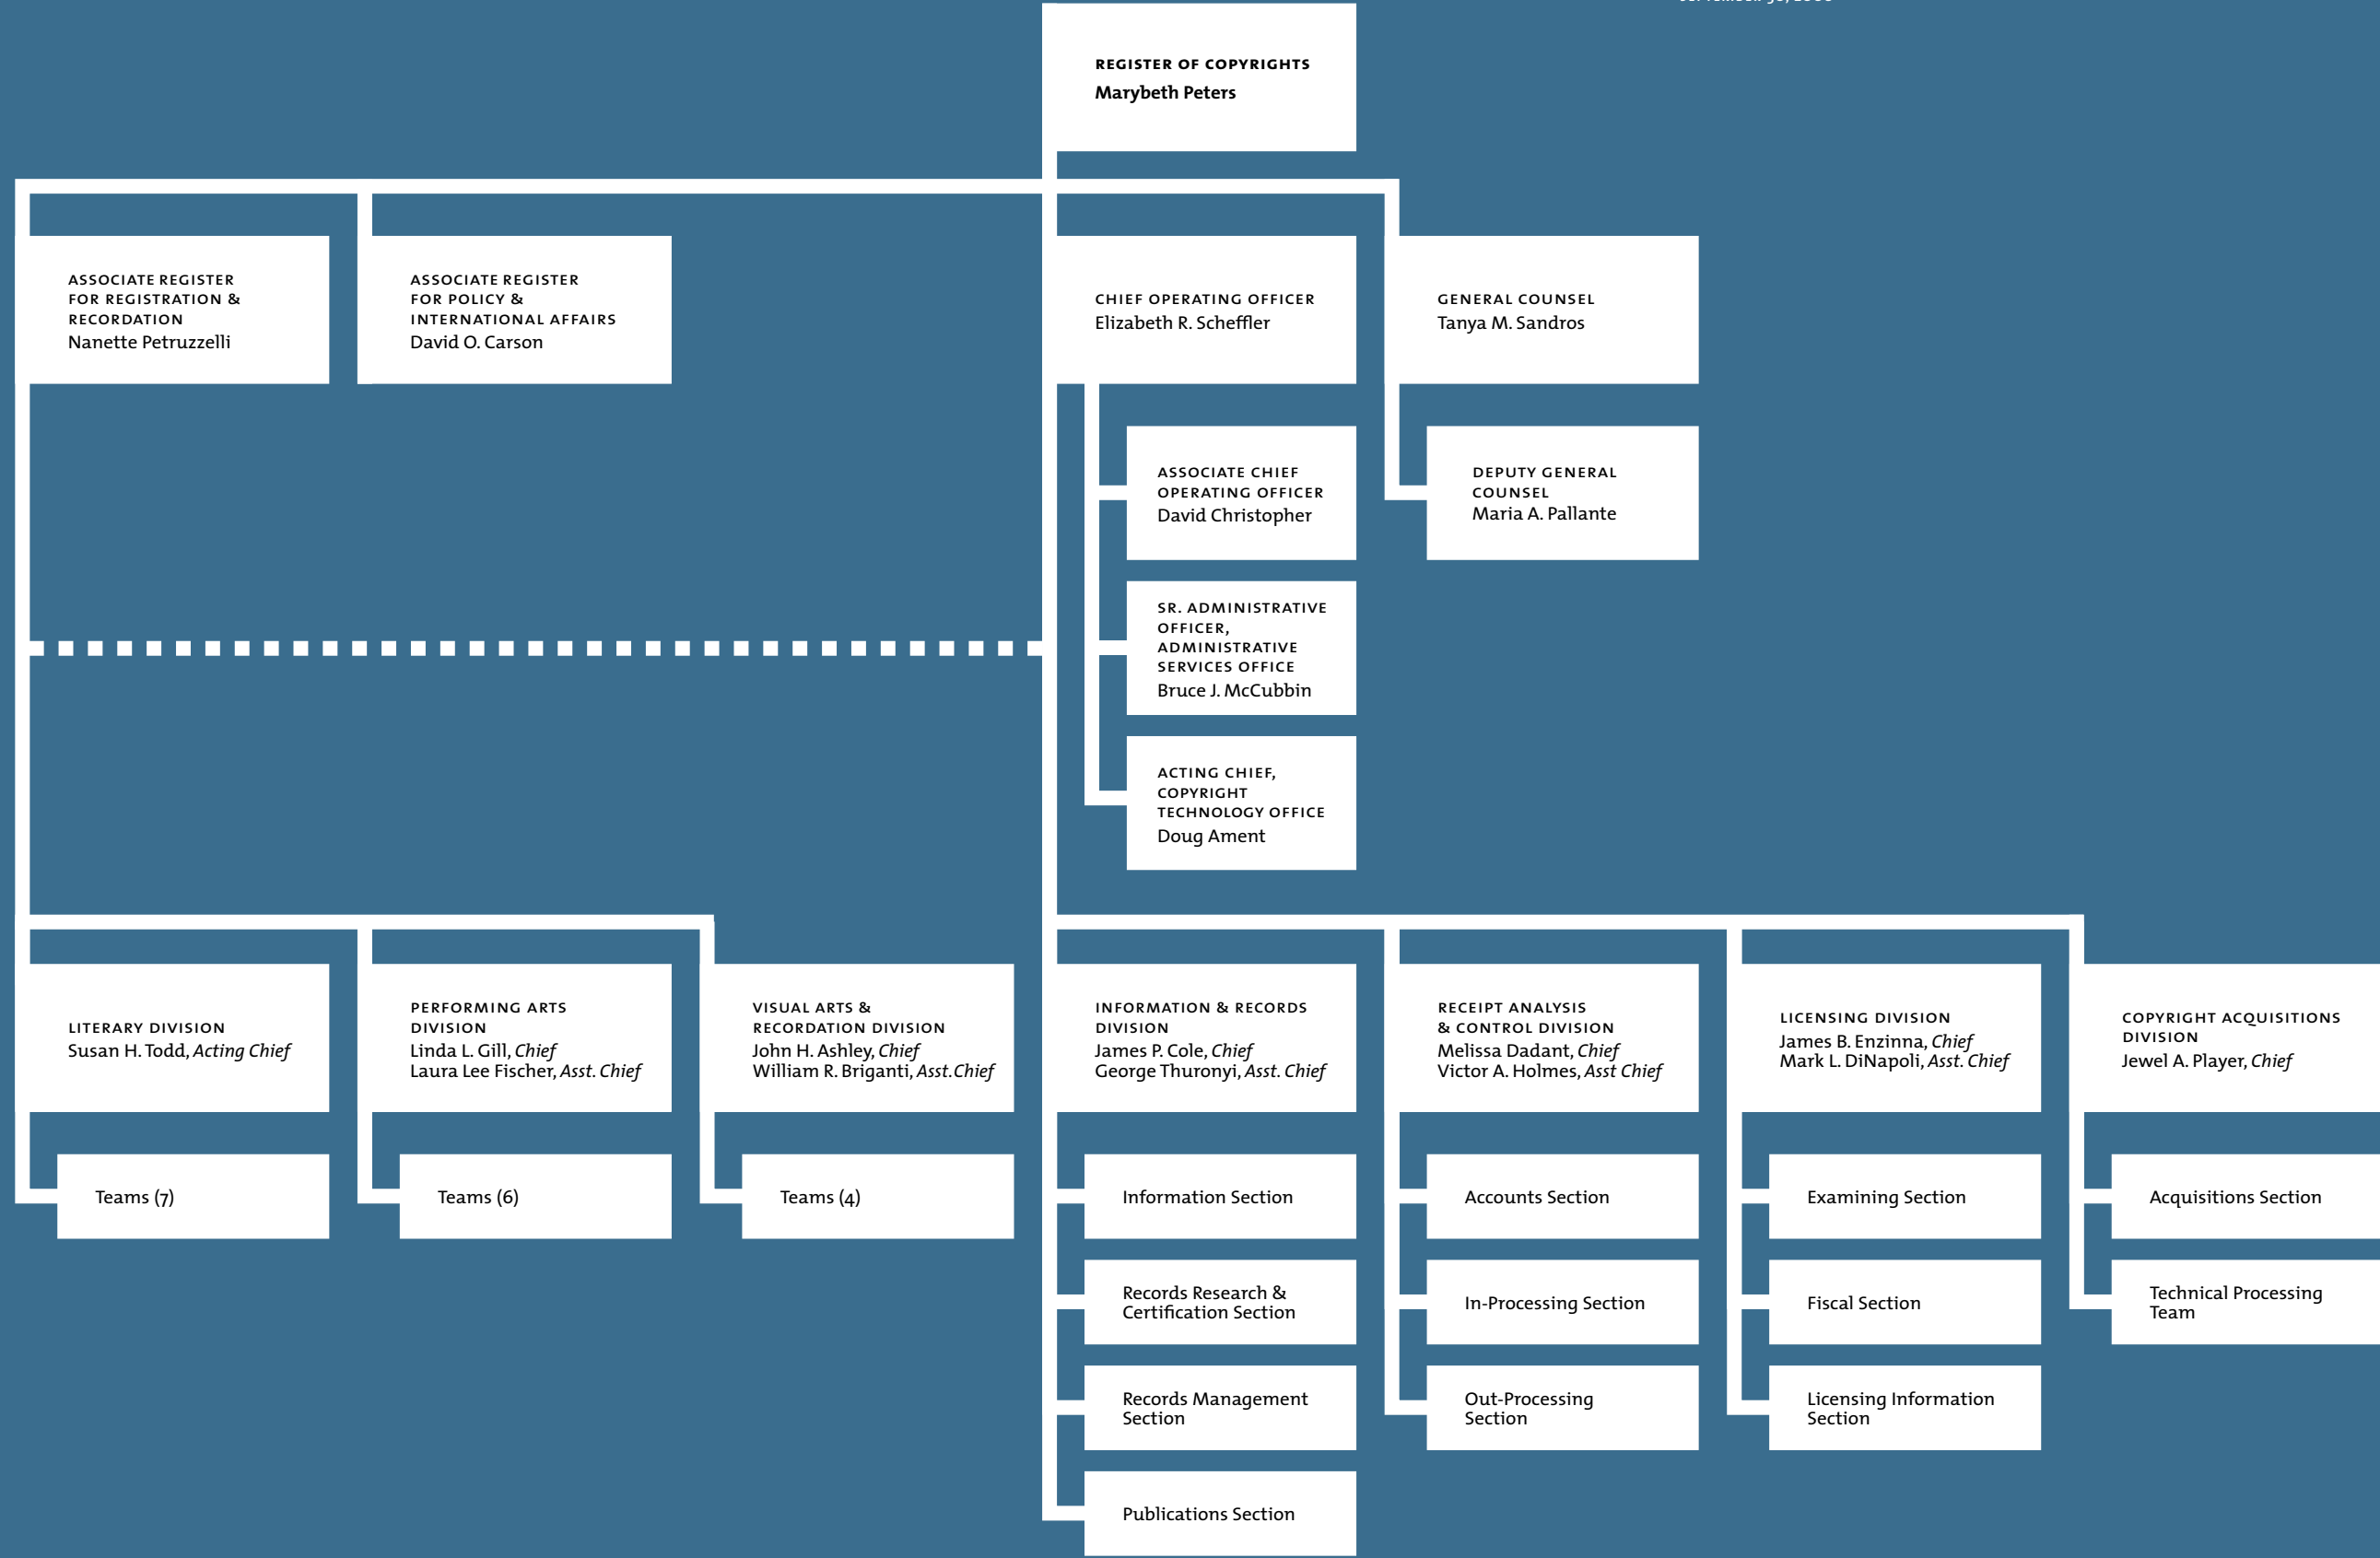 REGISTER OF COPYRIGHTS
Marybeth Peters
ASSOCIATE REGISTER
FOR REGISTRATION &
RECORDATION
Nanette Petruzzelli
ASSOCIATE REGISTER
FOR POLICY &
INTERNATIONAL AFFAIRS
David O. Carson
CHIEF OPERATING OFFICER
Elizabeth R. Scheffler
GENERAL COUNSEL
Tanya M. Sandros
ASSOCIATE CHIEF
OPERATING OFFICER
David Christopher
DEPUTY GENERAL
COUNSEL
Maria A. Pallante
SR. ADMINISTRATIVE
OFFICER,
ADMINISTRATIVE
SERVICES OFFICE
Bruce J. McCubbin
ACTING CHIEF,
COPYRIGHT
TECHNOLOGY OFFICE
Doug Ament
LITERARY DIVISION
Susan H. Todd, Acting Chief
PERFORMING ARTS
DIVISION
Linda L. Gill, Chief
Laura Lee Fischer, Asst. Chief
VISUAL ARTS &
RECORDATION DIVISION
John H. Ashley, Chief
William R. Briganti, Asst.Chief
INFORMATION & RECORDS
DIVISION
James P. Cole, Chief
George Thuronyi, Asst. Chief
RECEIPT ANALYSIS
& CONTROL DIVISION
Melissa Dadant, Chief
Victor A. Holmes, Asst Chief
LICENSING DIVISION
James B. Enzinna, Chief
Mark L. DiNapoli, Asst. Chief
COPYRIGHT ACQUISITIONS
DIVISION
Jewel A. Player, Chief
Teams (7)
Teams (6)
Teams (4)
Information Section
Accounts Section
Examining Section
Acquisitions Section
Records Research &
Certification Section
In-Processing Section
Fiscal Section
Technical Processing
Team
Records Management
Section
Out-Processing
Section
Licensing Information
Section
Publications Section